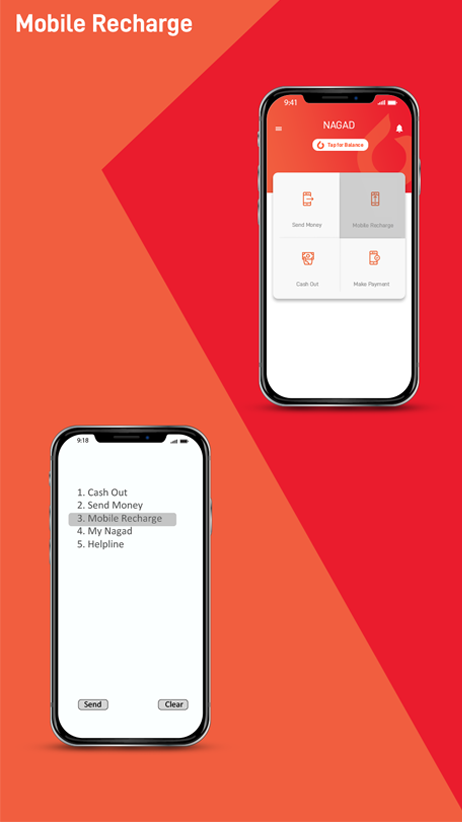 Mobile Recharge
9:41
NAGAD
Tap for Balance
Send Money
Mobile Recharge
Cash Out
Make Payment
9:18
1. Cash Out
2. Send Money
3. Mobile Recharge
4. My Nagad
5. Helpline
Send
Clear